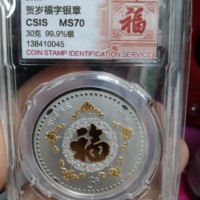 贺岁福字银章
CSIS MS70
30克 99.9%银
138410045
COIN STAMP IDENTIFICATION SERVICE
福
福